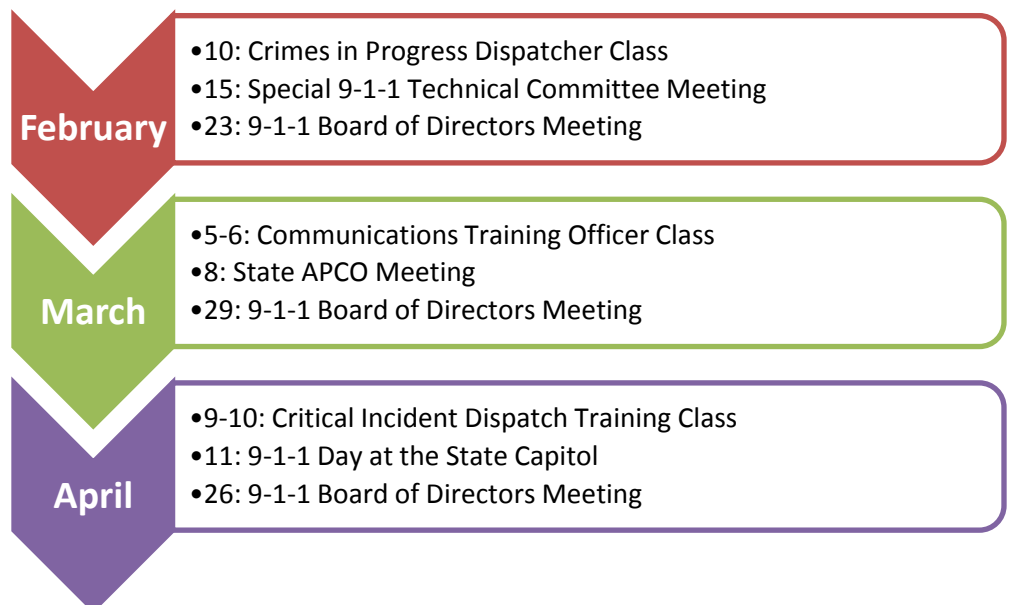 February
•10: Crimes in Progress Dispatcher Class
•15: Special 9-1-1 Technical Committee Meeting
•23: 9-1-1 Board of Directors Meeting
March
•5-6: Communications Training Officer Class
•8: State APCO Meeting
•29: 9-1-1 Board of Directors Meeting
April
•9-10: Critical Incident Dispatch Training Class
•11: 9-1-1 Day at the State Capitol
•26: 9-1-1 Board of Directors Meeting